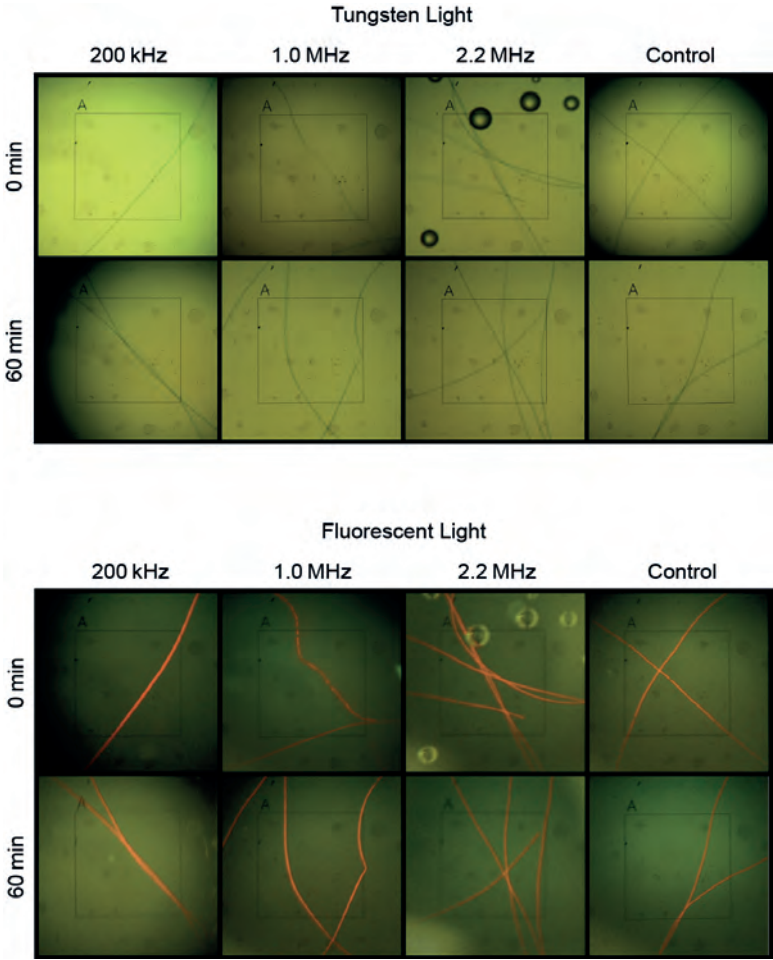 Tungsten Light
200 kHz 1.0 MHz 2.2 MHz Control
0 min
A A A A
60 min
A A A A
Fluorescent Light
200 kHz 1.0 MHz 2.2 MHz Control
0 min
A A A A
60 min
A A A A